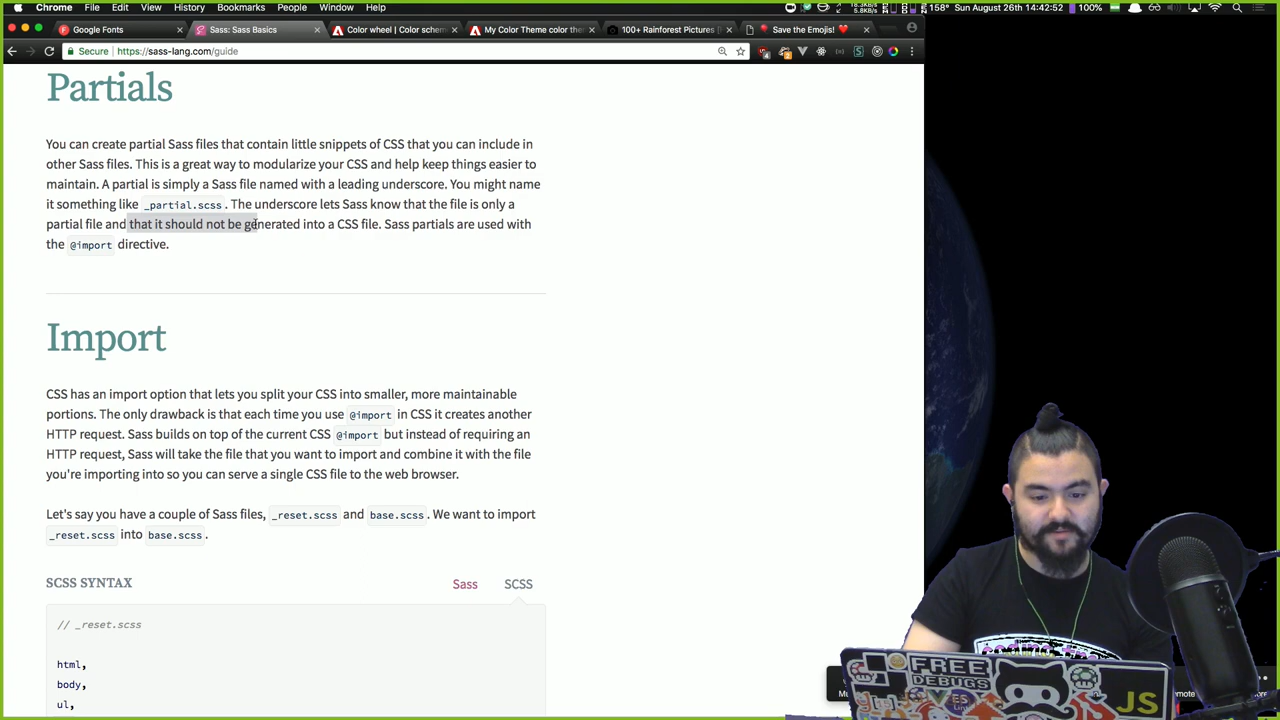 Chrome File Edit View History Bookmarks People Window Help
18.3KB/s
5.8KB/s
158° Sun August 26th 14:42:52 100%
Google Fonts
Sass: Sass Basics
Color wheel | Color schem
My Color Theme color the
100+ Rainforest Pictures [
Save the Emojis!
Secure https://sass-lang.com/guide
Partials
You can create partial Sass files that contain little snippets of CSS that you can include in
other Sass files. This is a great way to modularize your CSS and help keep things easier to
maintain. A partial is simply a Sass file named with a leading underscore. You might name
it something like _partial.scss . The underscore lets Sass know that the file is only a
partial file and that it should not be generated into a CSS file. Sass partials are used with
the @import directive.
Import
CSS has an import option that lets you split your CSS into smaller, more maintainable
portions. The only drawback is that each time you use @import in CSS it creates another
HTTP request. Sass builds on top of the current CSS @import but instead of requiring an
HTTP request, Sass will take the file that you want to import and combine it with the file
you're importing into so you can serve a single CSS file to the web browser.
Let's say you have a couple of Sass files, _reset.scss and base.scss . We want to import
_reset.scss into base.scss .
SCSS SYNTAX
Sass SCSS
// _reset.scss
html,
body,
ul,
FREE
DEBUGS
JS